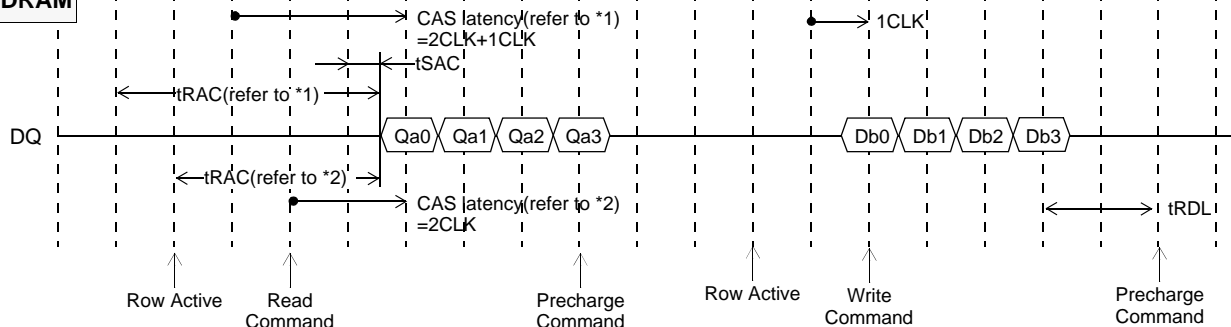 DRAM
CAS latency(refer to *1)
=2CLK+1CLK
1CLK
tSAC
tRAC(refer to *1)
DQ
Qa0 Qa1 Qa2 Qa3 Db0 Db1 Db2 Db3
tRAC(refer to *2)
CAS latency(refer to *2)
=2CLK
tRDL
Row Active
Read
Command
Precharge
Command
Row Active
Write
Command
Precharge
Command